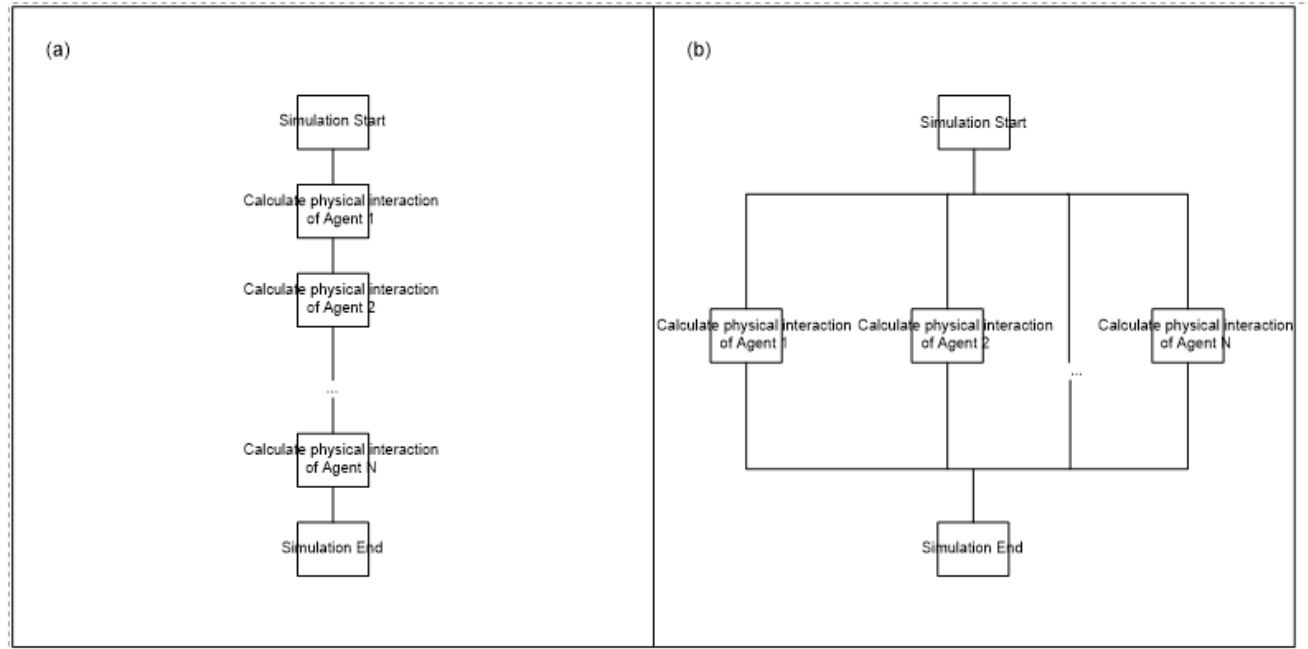 (a)
Simulation Start
Calculate physical interaction
of Agent 1
Calculate physical interaction
of Agent 2
...
Calculate physical interaction
of Agent N
Simulation End
(b)
Simulation Start
Calculate physical interaction
of Agent 1
Calculate physical interaction
of Agent 2
...
Calculate physical interaction
of Agent N
Simulation End